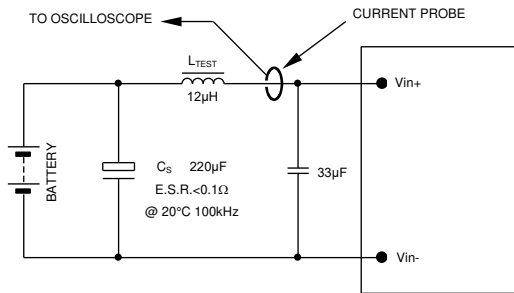 TO OSCILLOSCOPE
CURRENT PROBE
LTEST
12µH
Vin+
BATTERY
CS 220µF
E.S.R.<0.1Ω
@ 20°C 100kHz
33µF
Vin-